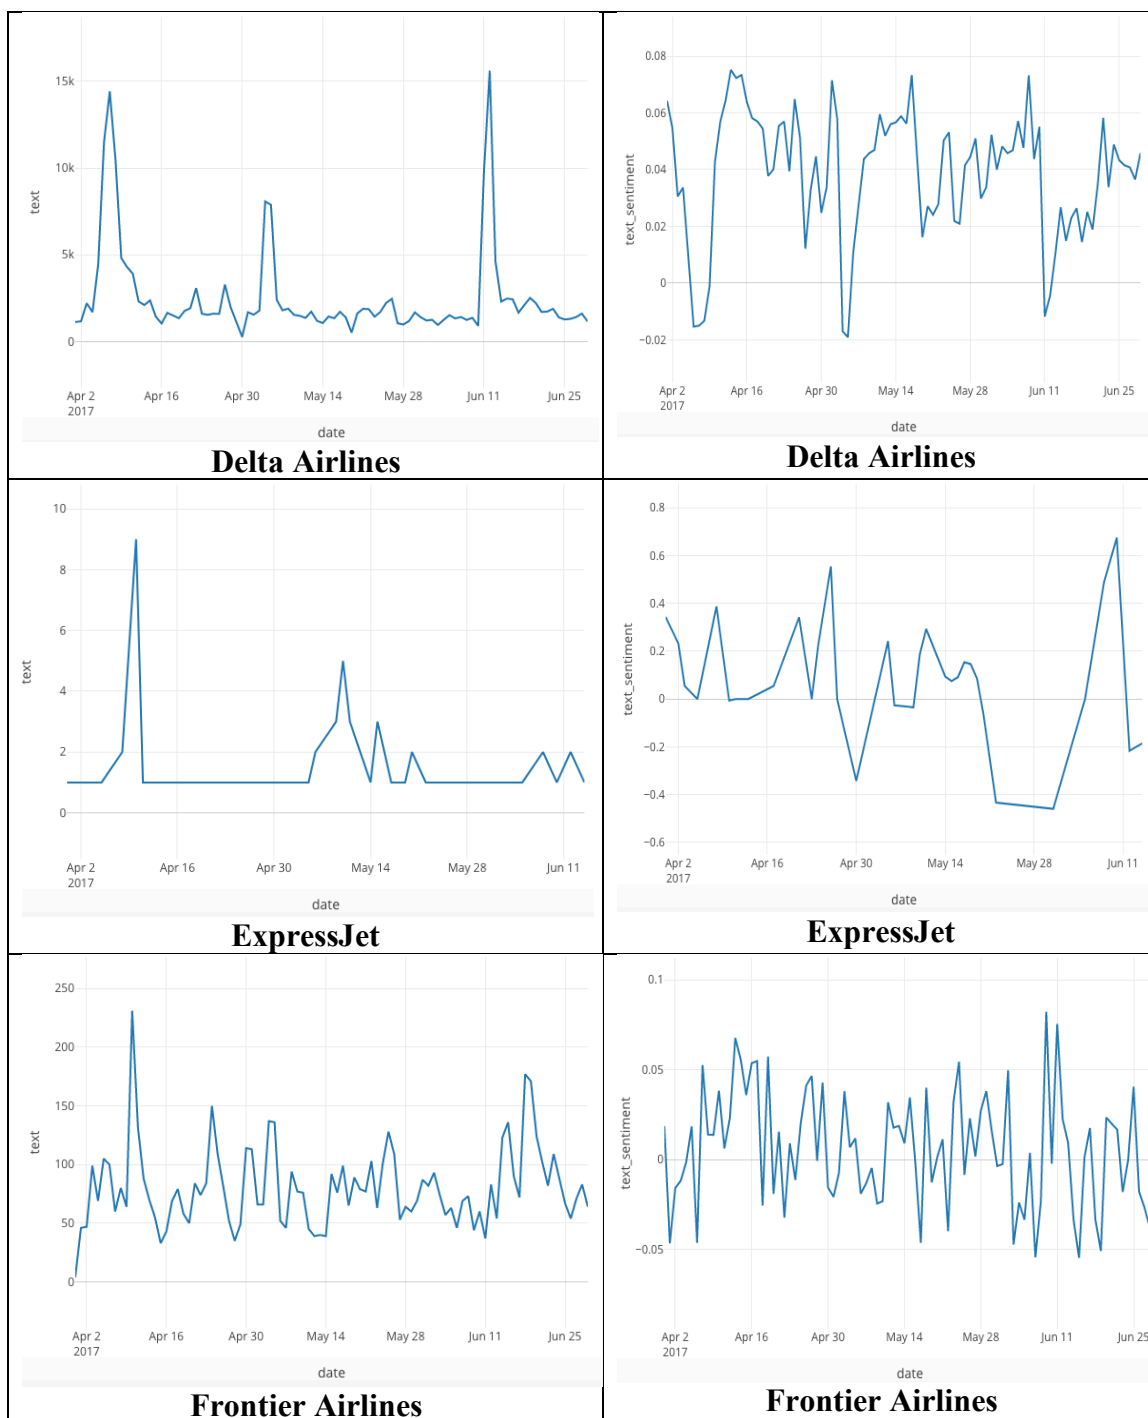 15k
10k
5k
0
text
Apr 2 Apr 16 Apr 30 May 14 May 28 Jun 11 Jun 25
2017
date
Delta Airlines
0.08
0.06
0.04
0.02
0
−0.02
text_sentiment
Apr 2 Apr 16 Apr 30 May 14 May 28 Jun 11 Jun 25
2017
date
Delta Airlines
10
8
6
4
2
0
text
Apr 2 Apr 16 Apr 30 May 14 May 28 Jun 11
2017
date
ExpressJet
0.8
0.6
0.4
0.2
0
−0.2
−0.4
−0.6
text_sentiment
Apr 2 Apr 16 Apr 30 May 14 May 28 Jun 11
2017
date
ExpressJet
250
200
150
100
50
0
text
Apr 2 Apr 16 Apr 30 May 14 May 28 Jun 11 Jun 25
2017
date
Frontier Airlines
0.1
0.05
0
−0.05
text_sentiment
Apr 2 Apr 16 Apr 30 May 14 May 28 Jun 11 Jun 25
2017
date
Frontier Airlines